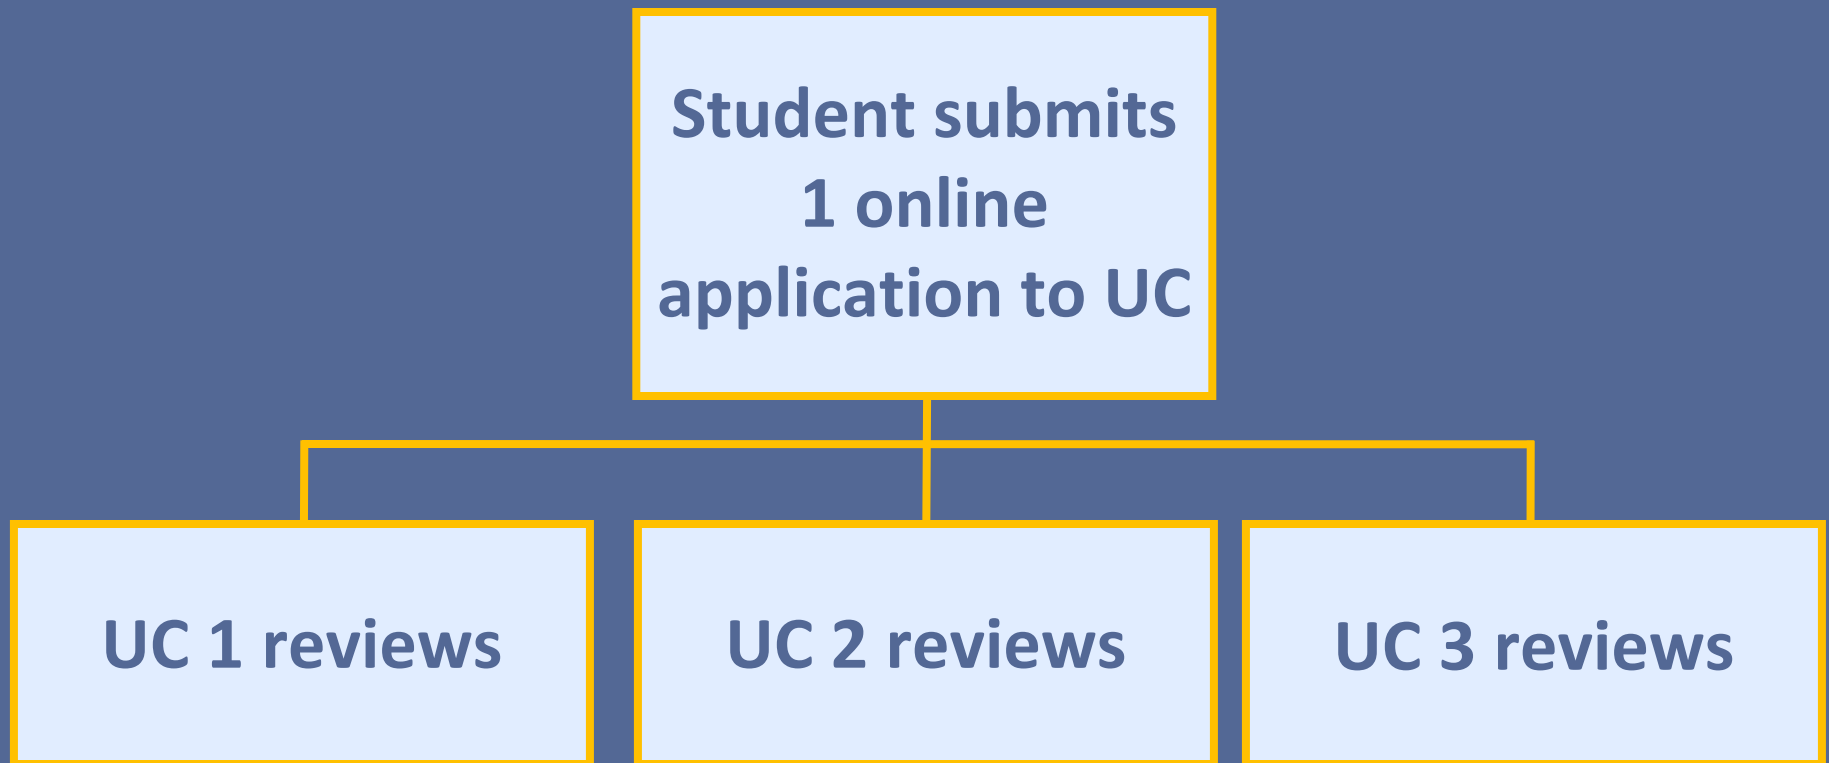 Student submits
1 online
application to UC
UC 1 reviews
UC 2 reviews
UC 3 reviews